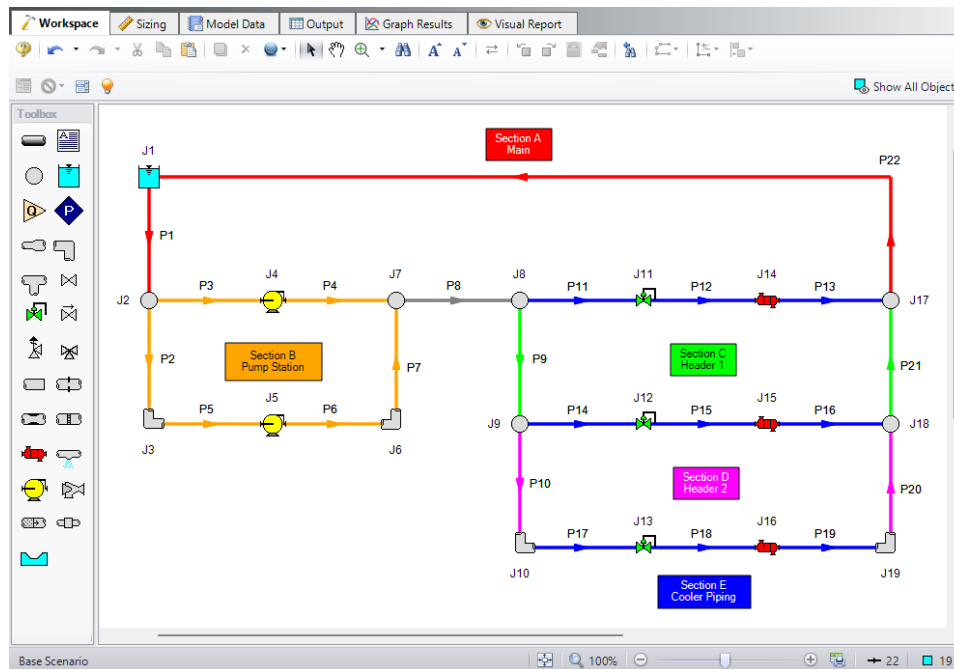 Workspace Sizing Model Data Output Graph Results Visual Report
A A
Show All Object
Toolbox
A
Q
P
Section A
Main
J1
P22
P1
J2 P3 J4 P4 J7 P8 J8 P11 J11 P12 J14 P13 J17
Section B
Pump Station
Section C
Header 1
P2 P7 P9 P21
J3 P5 J5 P6 J6 J9 P14 J12 P15 J15 P16 J18
Section D
Header 2
P10 P20
J10 P17 J13 P18 J16 P19 J19
Section E
Cooler Piping
Base Scenario 100% 22 19